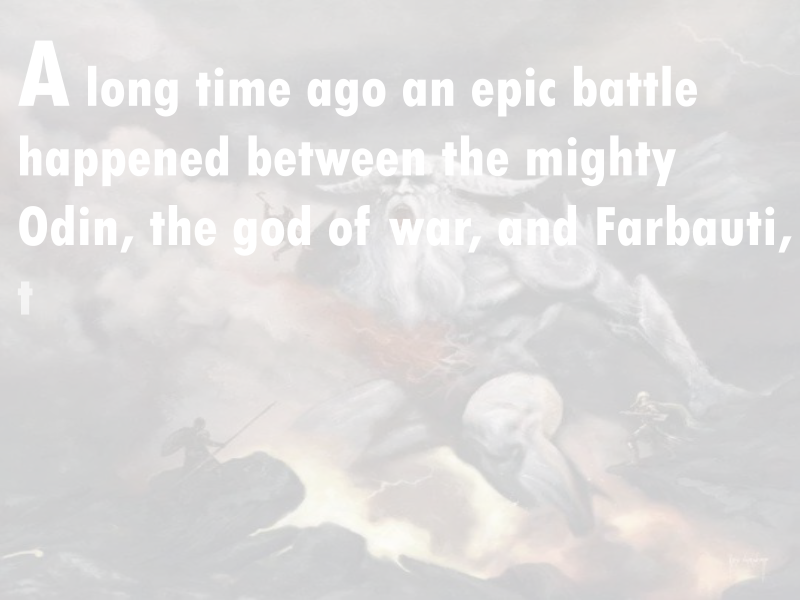 A long time ago an epic battle
happened between the mighty
Odin, the god of war, and Farbauti,
t